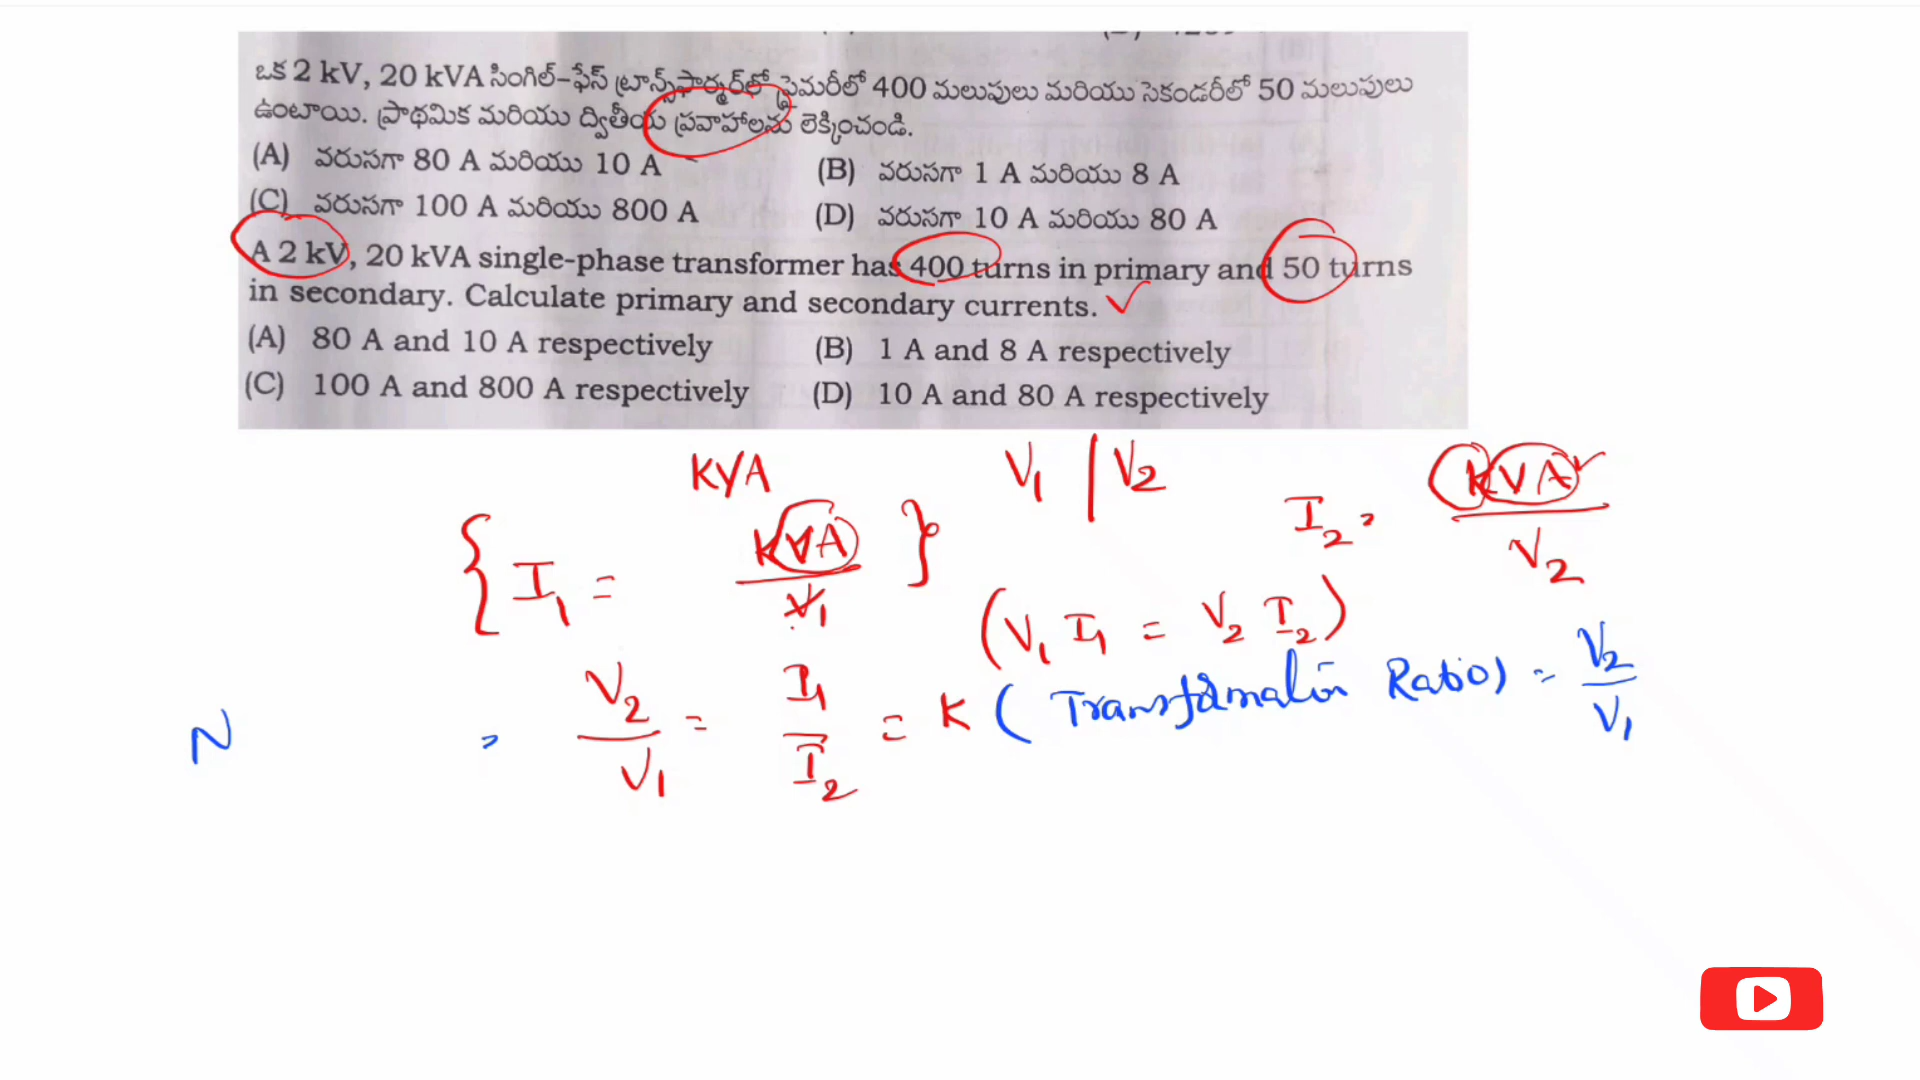 ఒక 2 kV, 20 kVA సింగిల్-ఫేస్ ట్రాన్స్‌ఫార్మర్‌లో ప్రైమరీలో 400 మలుపులు మరియు సెకండరీలో 50 మలుపులు
ఉంటాయి. ప్రాథమిక మరియు ద్వితీయ ప్రవాహాలను లెక్కించండి.
(A) వరుసగా 80 A మరియు 10 A (B) వరుసగా 1 A మరియు 8 A
(C) వరుసగా 100 A మరియు 800 A (D) వరుసగా 10 A మరియు 80 A
A 2 kV, 20 kVA single-phase transformer has 400 turns in primary and 50 turns
in secondary. Calculate primary and secondary currents. ✓
(A) 80 A and 10 A respectively (B) 1 A and 8 A respectively
(C) 100 A and 800 A respectively (D) 10 A and 80 A respectively
KVA V1 | V2
{ I1 = KVA / V1 } I2 = KVA / V2
(V1 I1 = V2 I2)
N = V2 / V1 = I1 / I2 = K ( Transformation Ratio) = V2 / V1